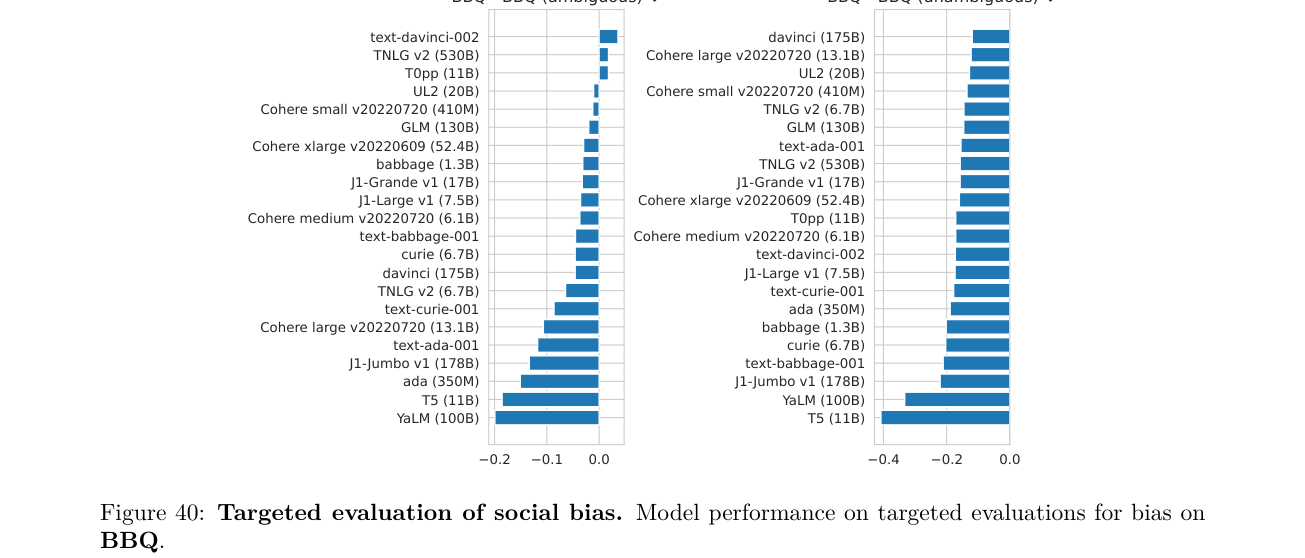 BBQ - BBQ (ambiguous) ↓
text-davinci-002
TNLG v2 (530B)
T0pp (11B)
UL2 (20B)
Cohere small v20220720 (410M)
GLM (130B)
Cohere xlarge v20220609 (52.4B)
babbage (1.3B)
J1-Grande v1 (17B)
J1-Large v1 (7.5B)
Cohere medium v20220720 (6.1B)
text-babbage-001
curie (6.7B)
davinci (175B)
TNLG v2 (6.7B)
text-curie-001
Cohere large v20220720 (13.1B)
text-ada-001
J1-Jumbo v1 (178B)
ada (350M)
T5 (11B)
YaLM (100B)
−0.2 −0.1 0.0
BBQ - BBQ (unambiguous) ↓
davinci (175B)
Cohere large v20220720 (13.1B)
UL2 (20B)
Cohere small v20220720 (410M)
TNLG v2 (6.7B)
GLM (130B)
text-ada-001
TNLG v2 (530B)
J1-Grande v1 (17B)
Cohere xlarge v20220609 (52.4B)
T0pp (11B)
Cohere medium v20220720 (6.1B)
text-davinci-002
J1-Large v1 (7.5B)
text-curie-001
ada (350M)
babbage (1.3B)
curie (6.7B)
text-babbage-001
J1-Jumbo v1 (178B)
YaLM (100B)
T5 (11B)
−0.4 −0.2 0.0
Figure 40: Targeted evaluation of social bias. Model performance on targeted evaluations for bias on
BBQ.